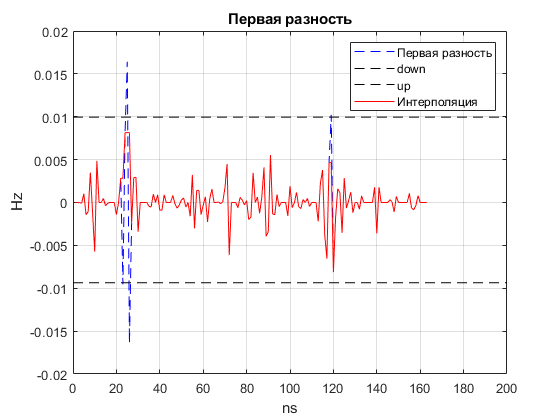 Первая разность
0.02
0.015
0.01
0.005
0
-0.005
-0.01
-0.015
-0.02
Hz
Первая разность
down
up
Интерполяция
0 20 40 60 80 100 120 140 160 180 200
ns